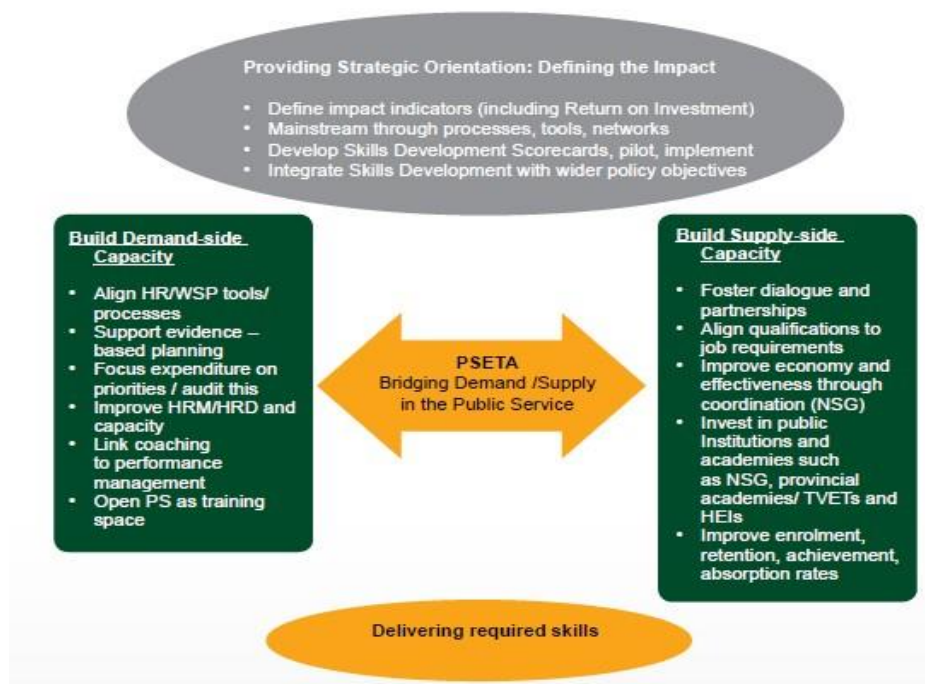 Providing Strategic Orientation: Defining the Impact
• Define impact indicators (including Return on Investment)
• Mainstream through processes, tools, networks
• Develop Skills Development Scorecards, pilot, implement
• Integrate Skills Development with wider policy objectives
Build Demand-side
Capacity
• Align HR/WSP tools/
processes
• Support evidence –
based planning
• Focus expenditure on
priorities / audit this
• Improve HRM/HRD and
capacity
• Link coaching
to performance
management
• Open PS as training
space
PSETA
Bridging Demand /Supply
in the Public Service
Build Supply-side
Capacity
• Foster dialogue and
partnerships
• Align qualifications to
job requirements
• Improve economy and
effectiveness through
coordination (NSG)
• Invest in public
Institutions and
academies such
as NSG, provincial
academies/ TVETs and
HEIs
• Improve enrolment,
retention, achievement,
absorption rates
Delivering required skills